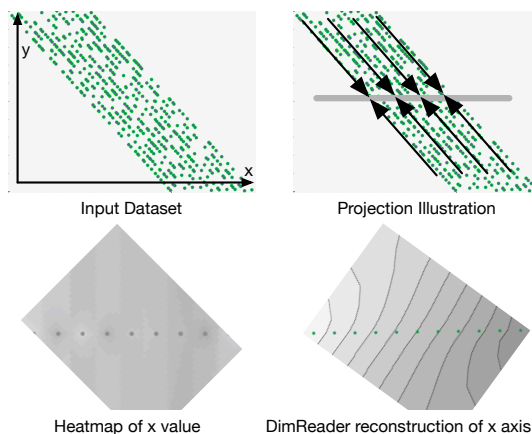 y
x
Input Dataset
Projection Illustration
Heatmap of x value
DimReader reconstruction of x axis